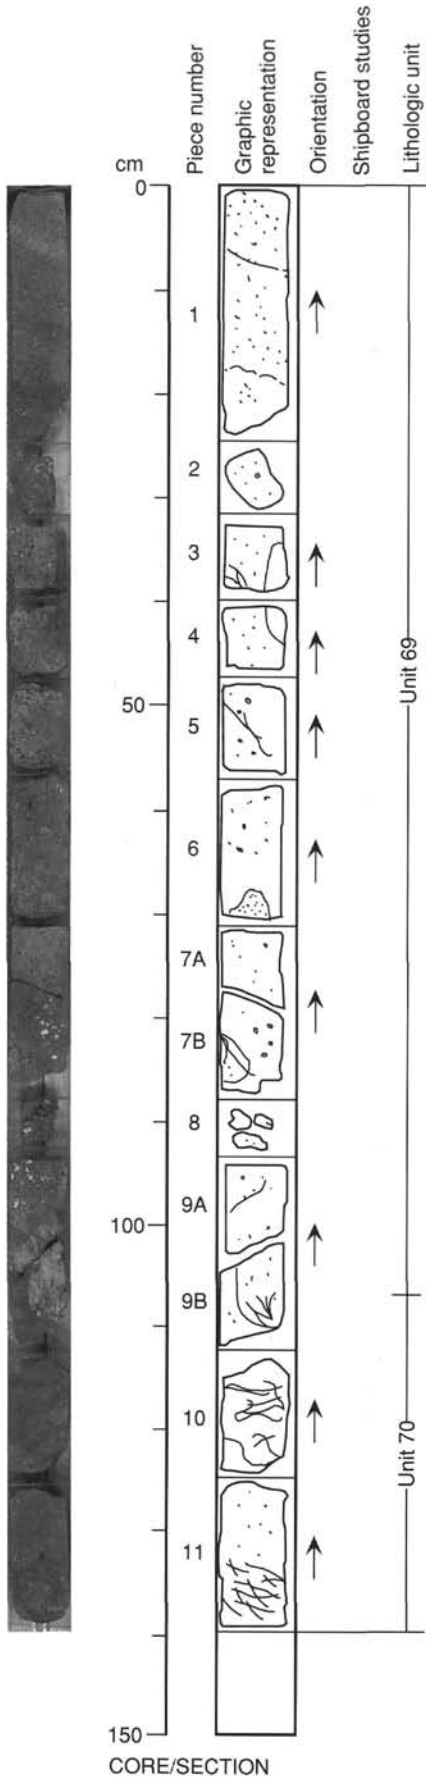 cm
Piece number
Graphic
representation
Orientation
Shipboard studies
Lithologic unit
0
1
2
3
4
Unit 69
50
5
6
7A
7B
8
9A
100
9B
10
Unit 70
11
150
CORE/SECTION